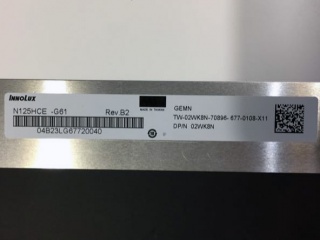 INNOLUX
N125HCE -G61 Rev.B2
04B23LG67720040
MADE IN TAIWAN
GEMN
TW-02WK8N-70896- 677-0108-X11
DP/N 02WK8N